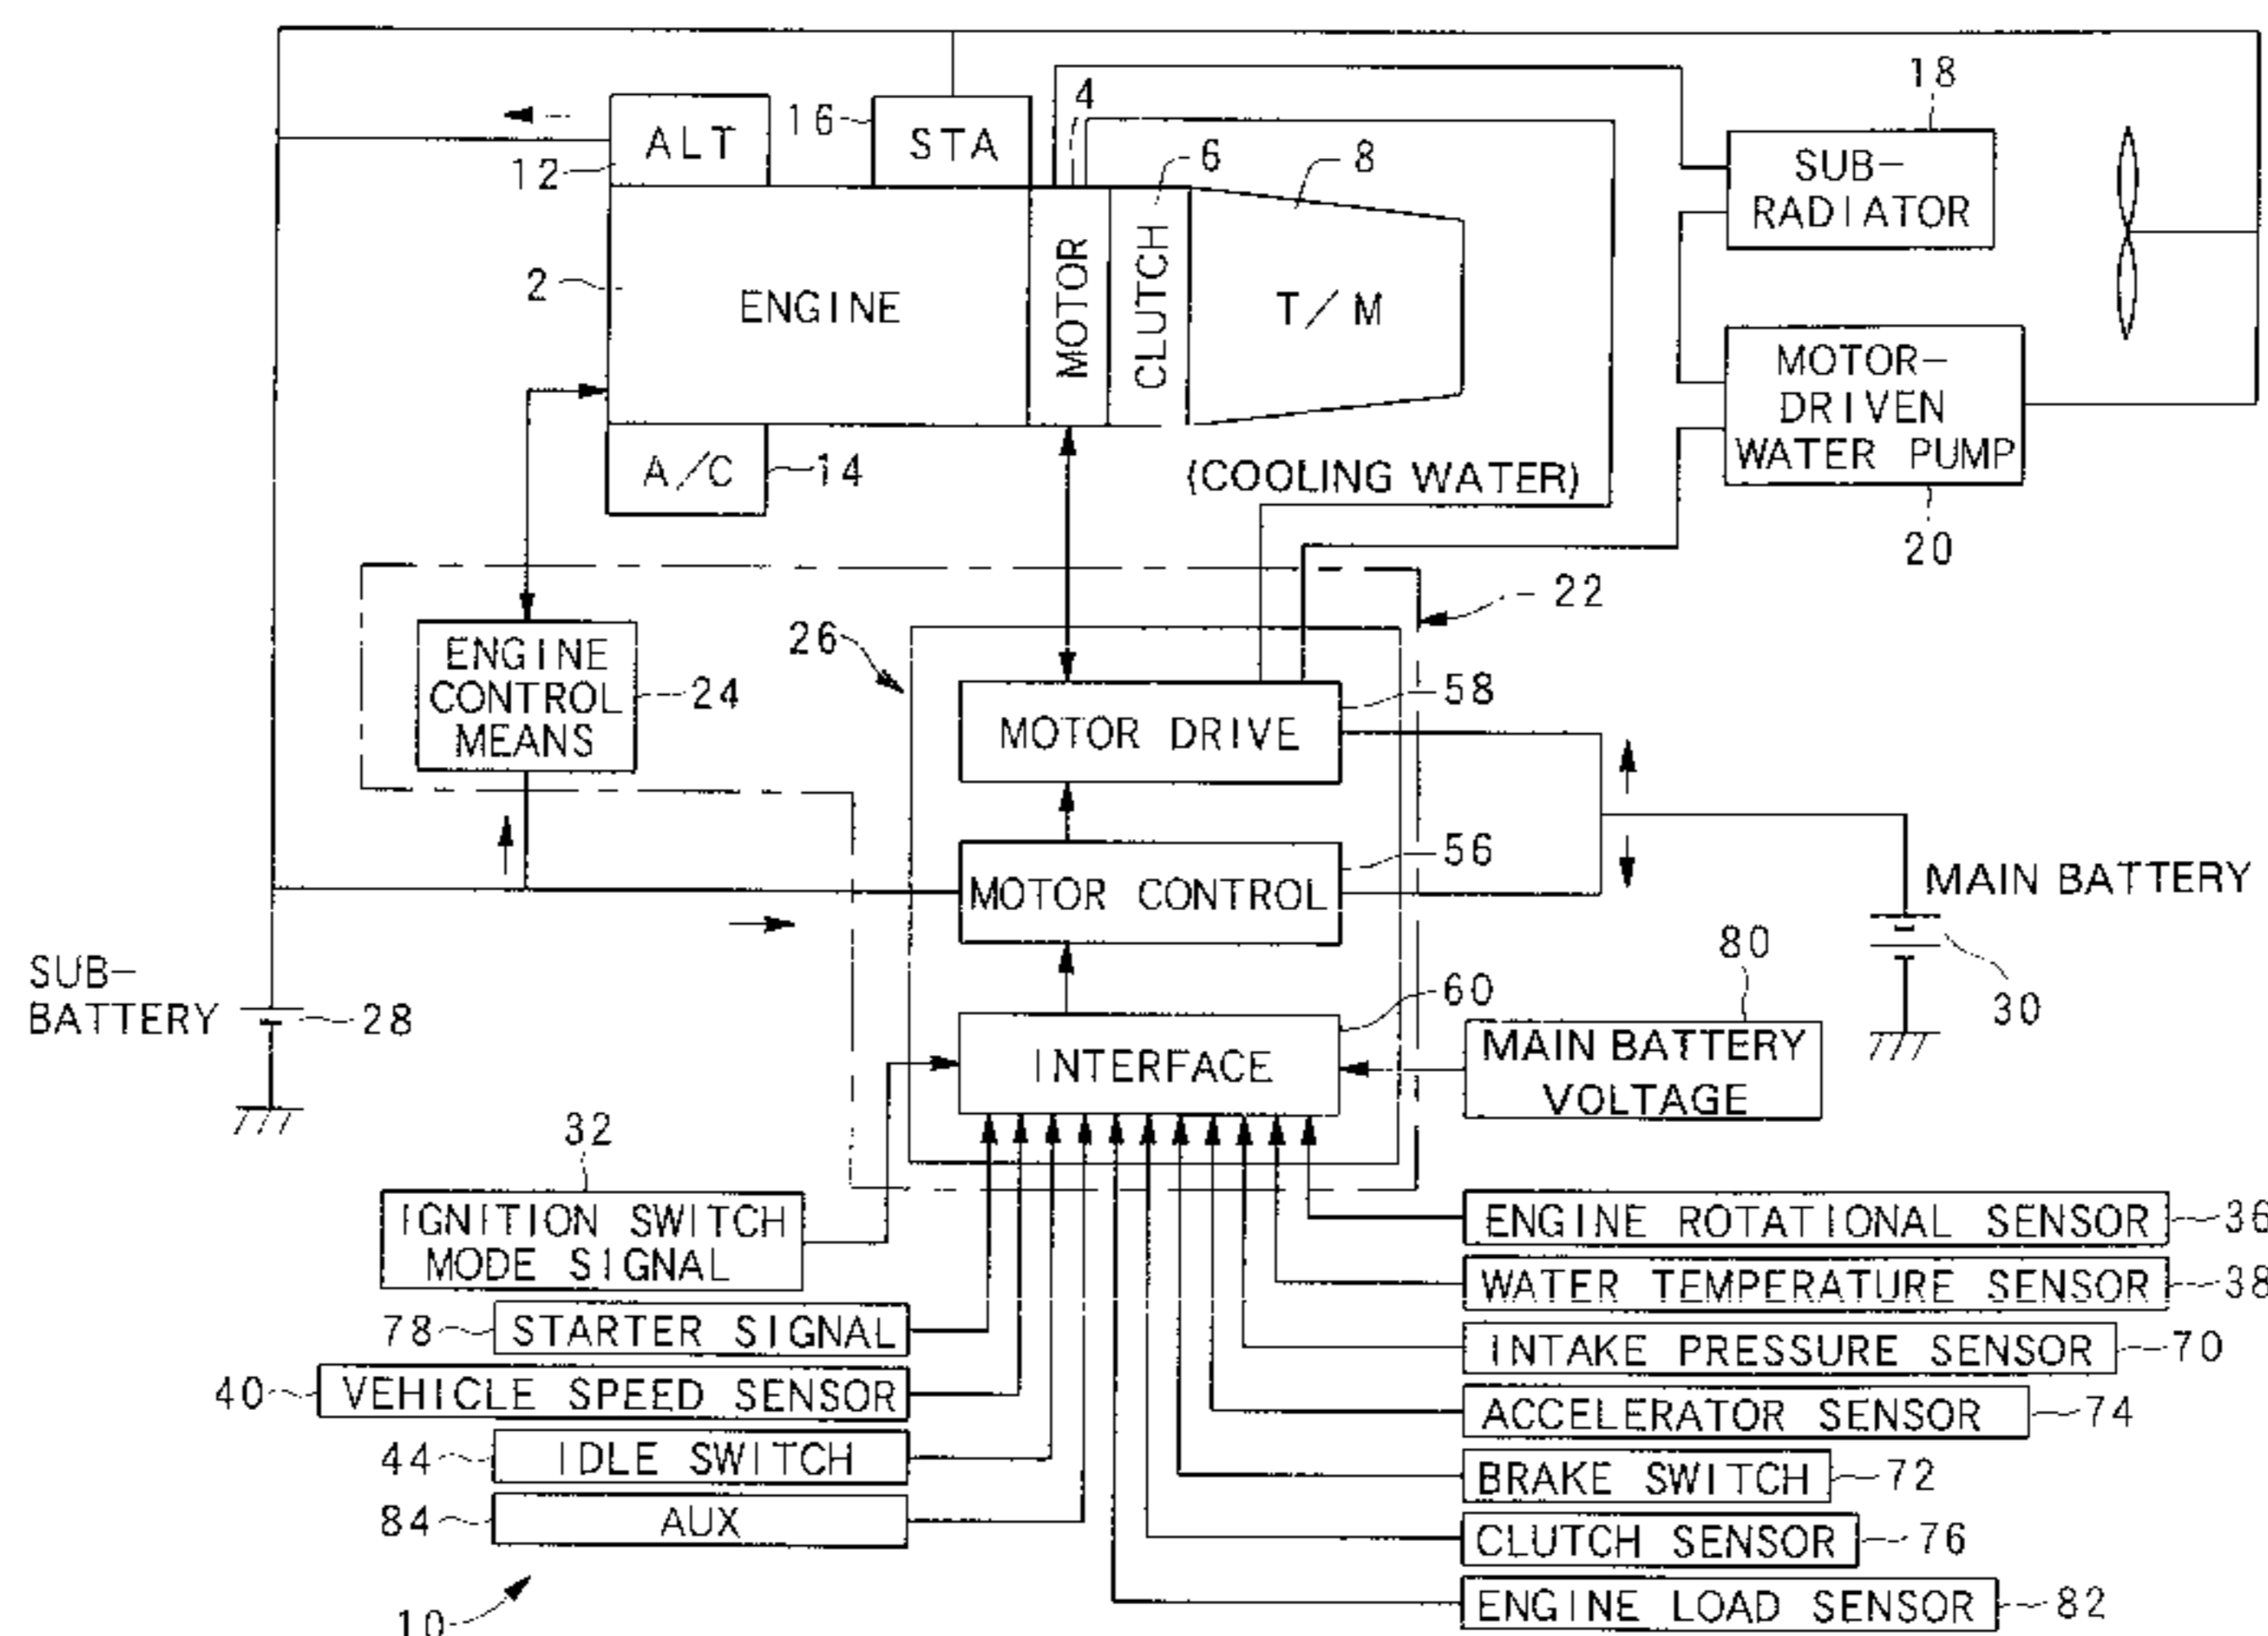 18
4
ALT
16
STA
6
8
SUB-
RADIATOR
12
2
ENGINE
MOTOR
CLUTCH
T/M
MOTOR-
DRIVEN
WATER PUMP
A/C
14
(COOLING WATER)
20
22
26
ENGINE
CONTROL
MEANS
24
58
MOTOR DRIVE
56
MOTOR CONTROL
MAIN BATTERY
80
30
SUB-
BATTERY
28
60
INTERFACE
MAIN BATTERY
VOLTAGE
32
IGNITION SWITCH
MODE SIGNAL
78
STARTER SIGNAL
40
VEHICLE SPEED SENSOR
44
IDLE SWITCH
84
AUX
10
ENGINE ROTATIONAL SENSOR
36
WATER TEMPERATURE SENSOR
38
INTAKE PRESSURE SENSOR
70
ACCELERATOR SENSOR
74
BRAKE SWITCH
72
CLUTCH SENSOR
76
ENGINE LOAD SENSOR
82